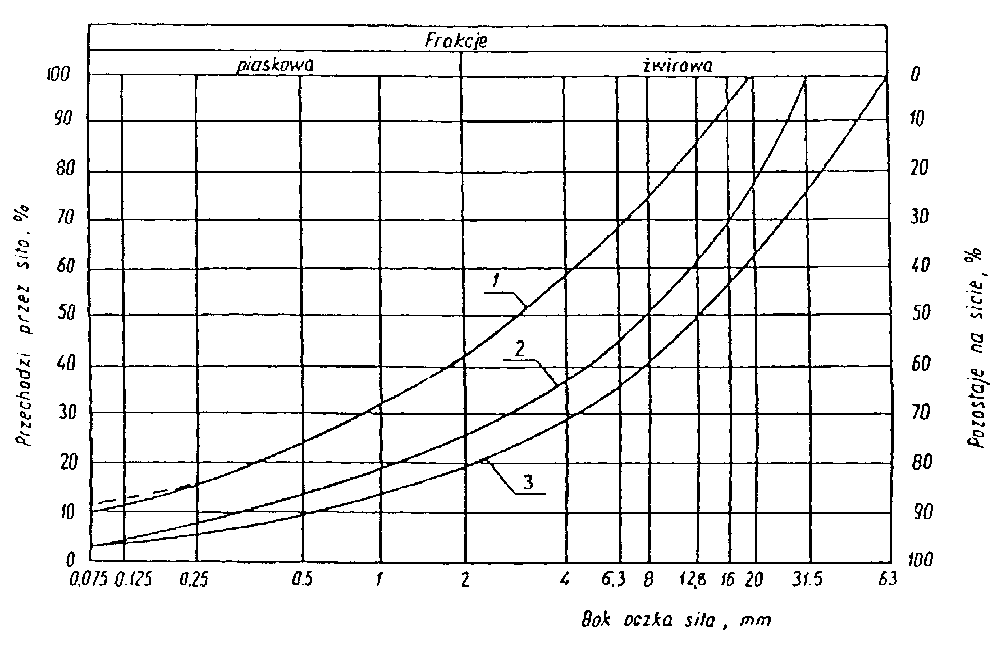 Frakcje
piaskowa żwirowa
100 0
90 10
80 20
70 30
60 40
50 50
40 60
30 70
20 80
10 90
0 100
Przechodzi przez sito, %
Pozostaje na sicie, %
1
2
3
0,075 0,125 0,25 0,5 1 2 4 6,3 8 12,8 16 20 31,5 63
Bok oczka sita, mm